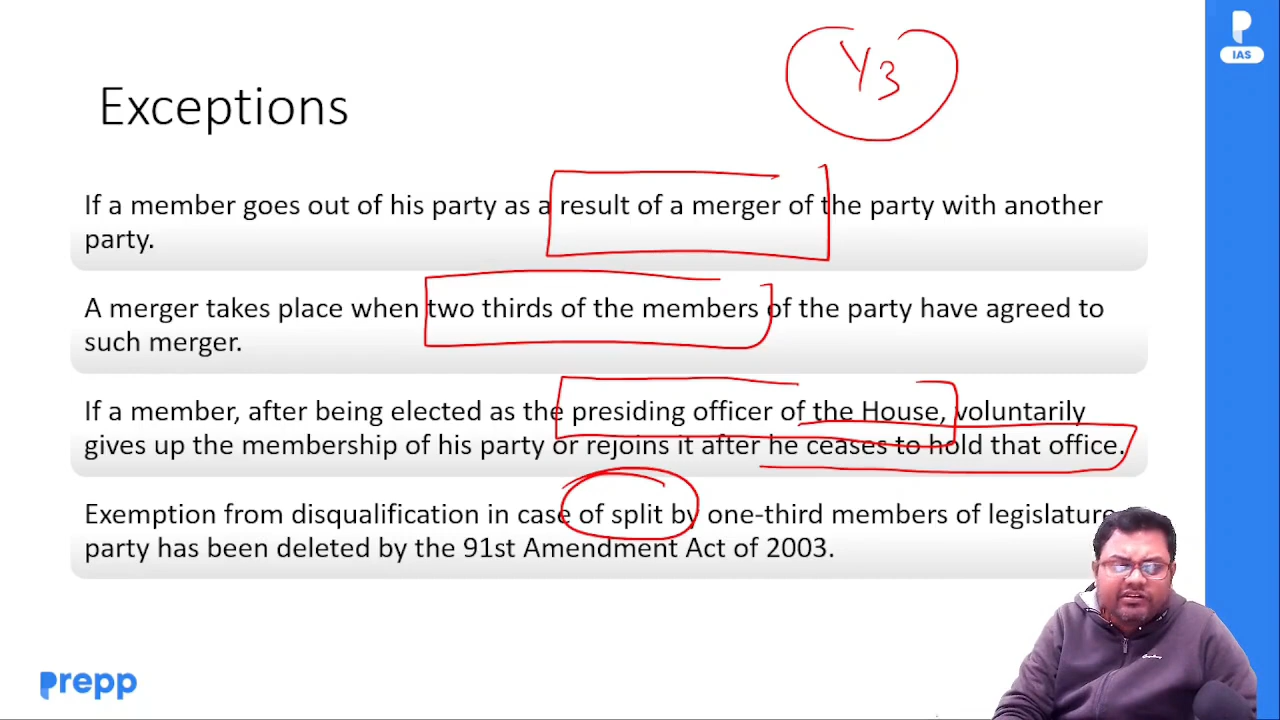 1/3
IAS
Exceptions
If a member goes out of his party as a result of a merger of the party with another
party.
A merger takes place when two thirds of the members of the party have agreed to
such merger.
If a member, after being elected as the presiding officer of the House, voluntarily
gives up the membership of his party or rejoins it after he ceases to hold that office.
Exemption from disqualification in case of split by one-third members of legislature
party has been deleted by the 91st Amendment Act of 2003.
prepp